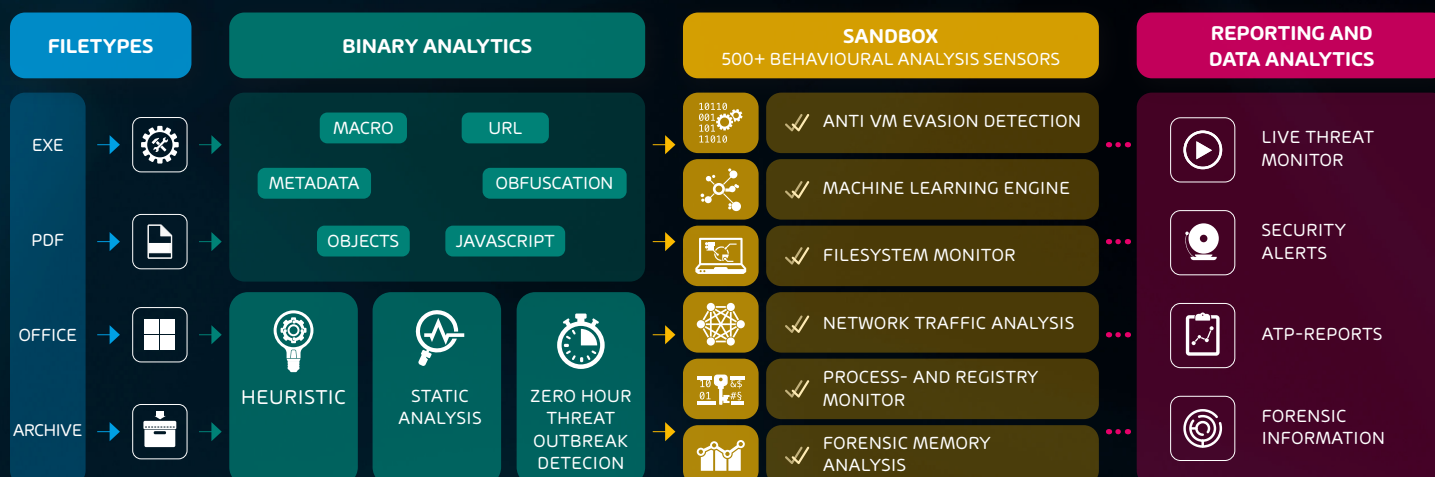 FILETYPES
BINARY ANALYTICS
SANDBOX
500+ BEHAVIOURAL ANALYSIS SENSORS
REPORTING AND
DATA ANALYTICS
EXE
PDF
OFFICE
ARCHIVE
MACRO
URL
METADATA
OBFUSCATION
OBJECTS
JAVASCRIPT
HEURISTIC
STATIC
ANALYSIS
ZERO HOUR
THREAT
OUTBREAK
DETECION
10110
001
101
11010
ANTI VM EVASION DETECTION
MACHINE LEARNING ENGINE
FILESYSTEM MONITOR
NETWORK TRAFFIC ANALYSIS
10 &$
01 #§
PROCESS- AND REGISTRY
MONITOR
FORENSIC MEMORY
ANALYSIS
LIVE THREAT
MONITOR
SECURITY
ALERTS
ATP-REPORTS
FORENSIC
INFORMATION